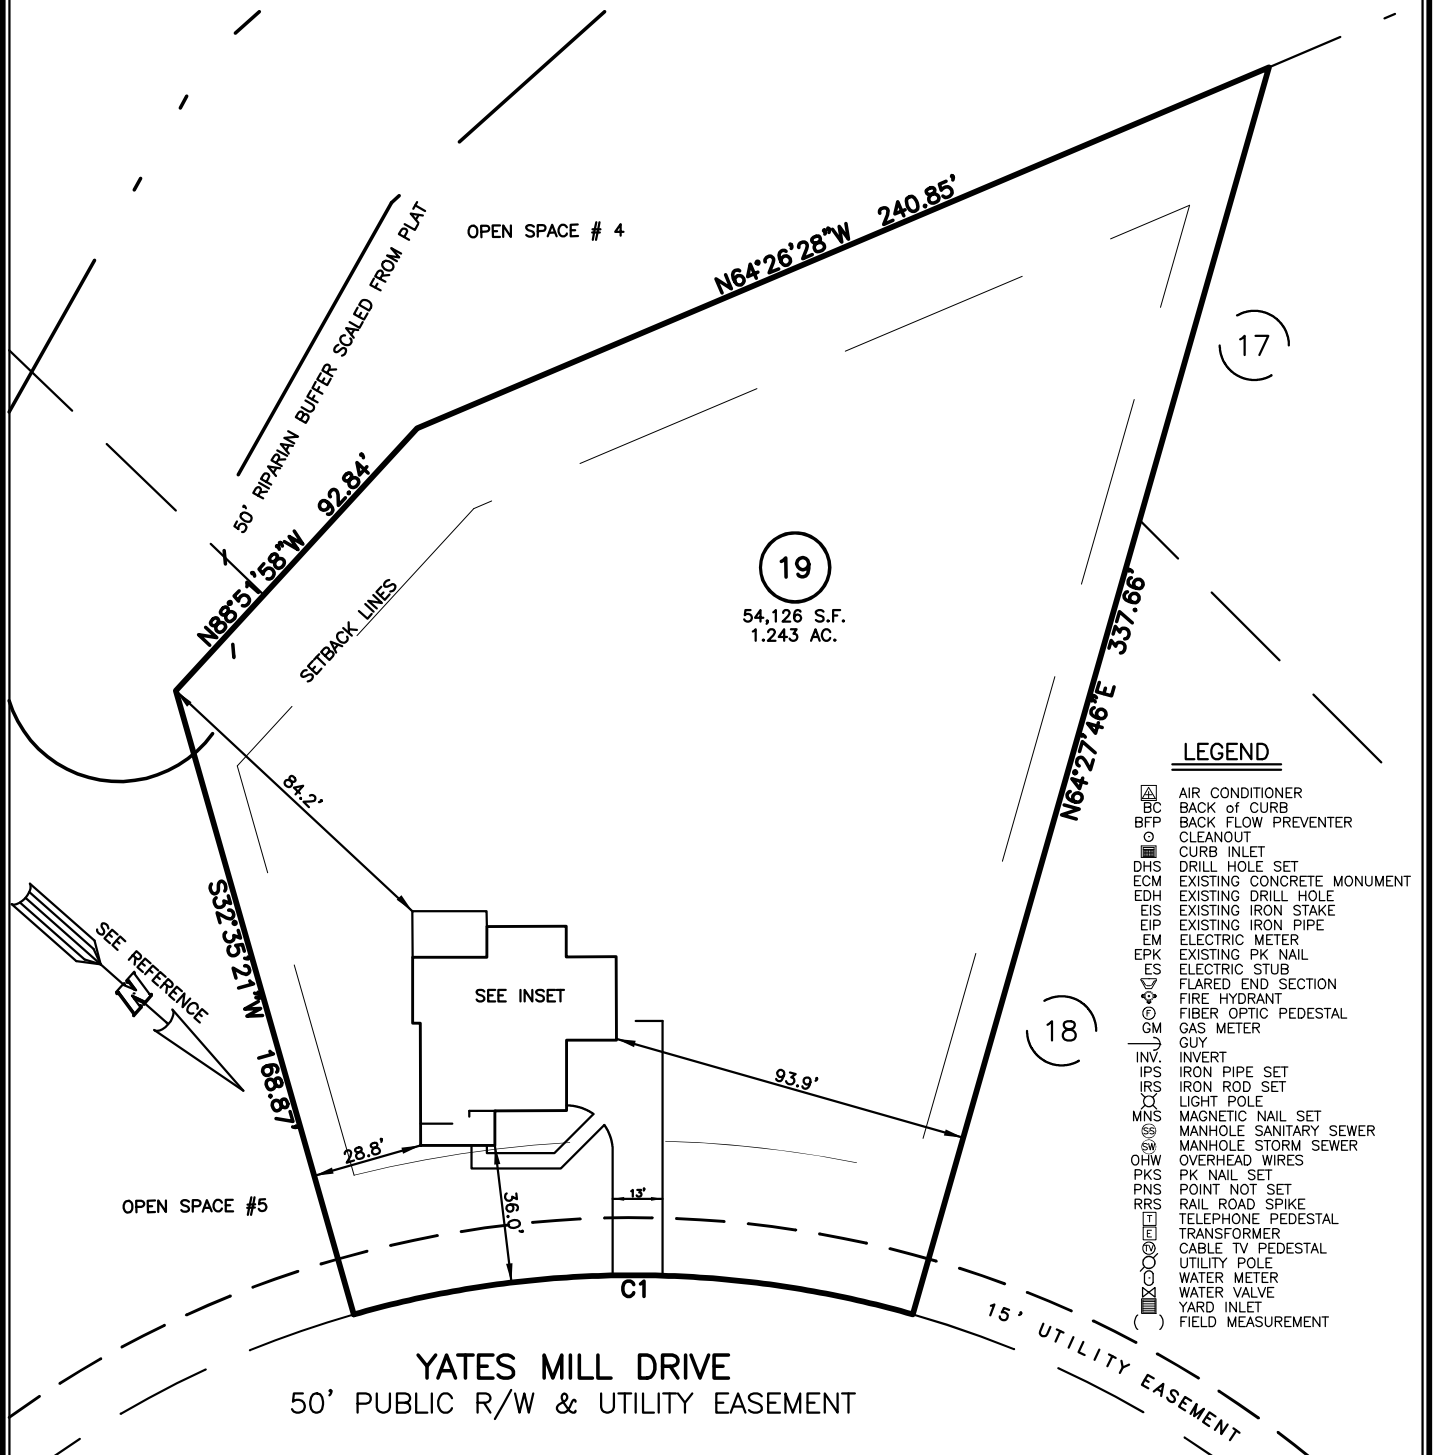 OPEN SPACE # 4
50' RIPARIAN BUFFER SCALED FROM PLAT
N64°26'28"W 240.85'
17
N88°51'58"W 92.84'
SETBACK LINES
19
54,126 S.F.
1.243 AC.
N64°27'46"E 337.66'
84.2'
S32°35'21"W 168.87'
SEE REFERENCE
N
SEE INSET
18
93.9'
28.8'
36.0'
13'
OPEN SPACE #5
C1
15' UTILITY EASEMENT
YATES MILL DRIVE
50' PUBLIC R/W & UTILITY EASEMENT
LEGEND
A AIR CONDITIONER
BC BACK of CURB
BFP BACK FLOW PREVENTER
CLEANOUT
CURB INLET
DHS DRILL HOLE SET
ECM EXISTING CONCRETE MONUMENT
EDH EXISTING DRILL HOLE
EIS EXISTING IRON STAKE
EIP EXISTING IRON PIPE
EM ELECTRIC METER
EPK EXISTING PK NAIL
ES ELECTRIC STUB
FLARED END SECTION
FIRE HYDRANT
F FIBER OPTIC PEDESTAL
GM GAS METER
GUY
INV. INVERT
IPS IRON PIPE SET
IRS IRON ROD SET
LIGHT POLE
MNS MAGNETIC NAIL SET
SS MANHOLE SANITARY SEWER
SW MANHOLE STORM SEWER
OHW OVERHEAD WIRES
PKS PK NAIL SET
PNS POINT NOT SET
RRS RAIL ROAD SPIKE
T TELEPHONE PEDESTAL
E TRANSFORMER
TV CABLE TV PEDESTAL
UTILITY POLE
WATER METER
WATER VALVE
YARD INLET
( ) FIELD MEASUREMENT